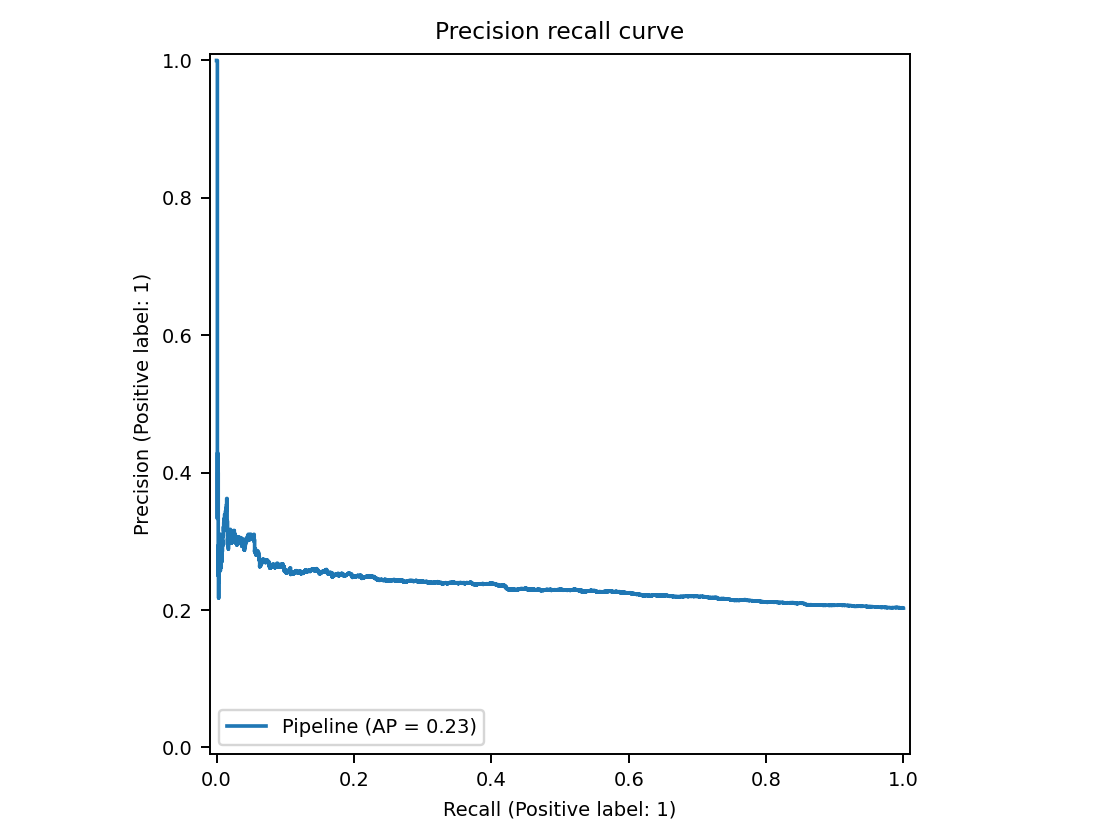 Precision recall curve
1.0
0.8
0.6
0.4
0.2
0.0
Precision (Positive label: 1)
Pipeline (AP = 0.23)
0.0 0.2 0.4 0.6 0.8 1.0
Recall (Positive label: 1)